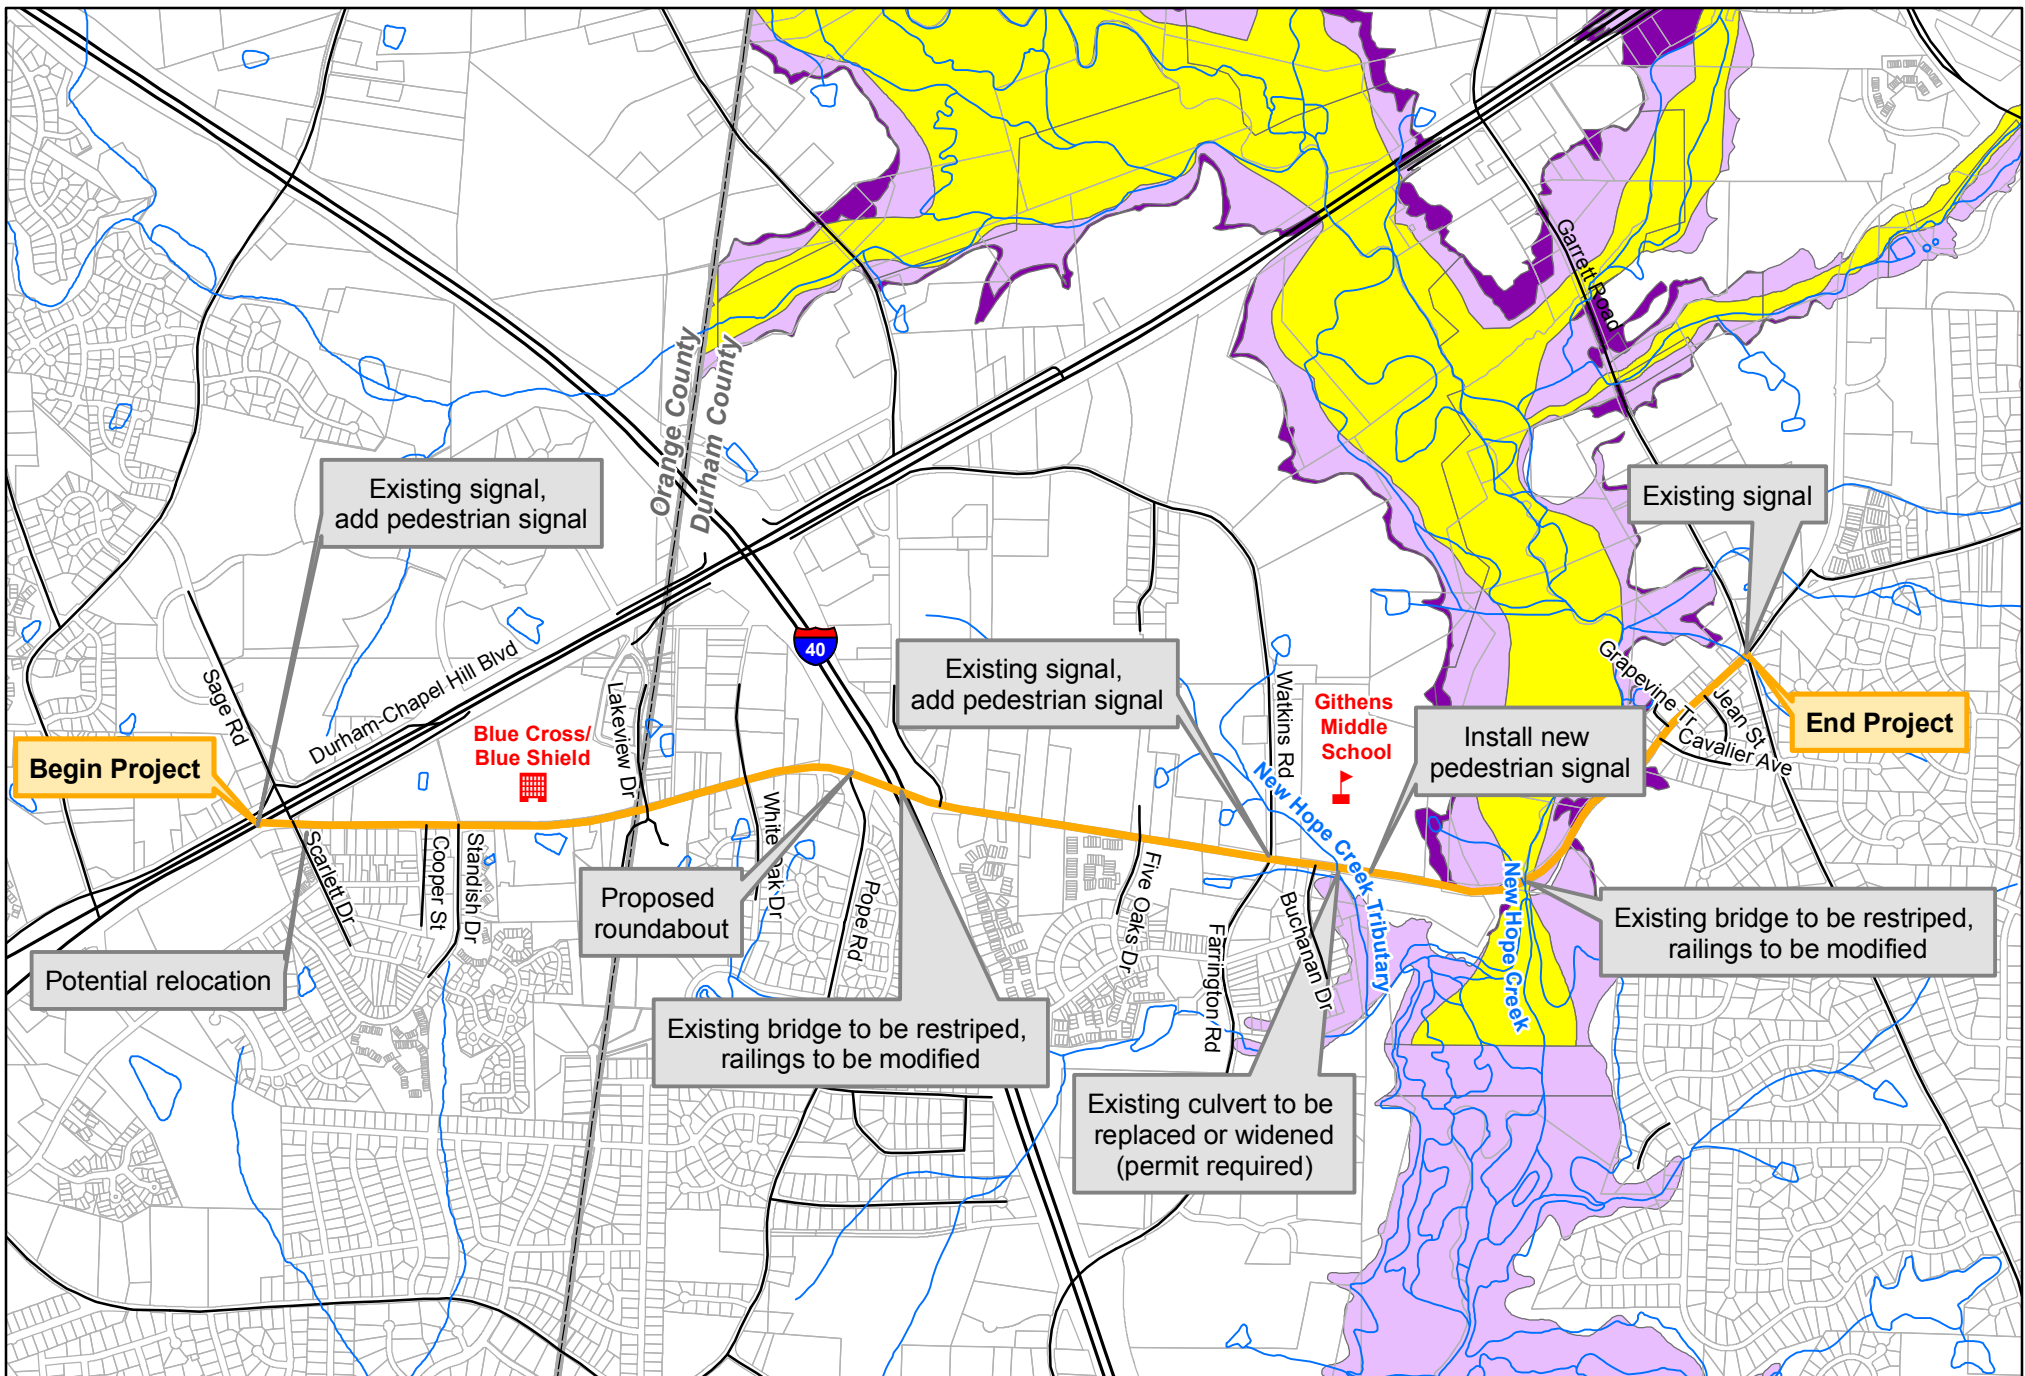 Garrett Road
Orange County
Durham County
Existing signal,
add pedestrian signal
Existing signal
40
Sage Rd
Durham-Chapel Hill Blvd
Lakeview Dr
Existing signal,
add pedestrian signal
Watkins Rd
Githens
Middle
School
Grapevine Tr
Jean St
Cavalier Ave
End Project
Begin Project
Blue Cross/
Blue Shield
Install new
pedestrian signal
New Hope Creek Tributary
White Oak Dr
Scarlett Dr
Cooper St
Standish Dr
Proposed
roundabout
Pope Rd
Five Oaks Dr
Farrington Rd
Buchanan Dr
New Hope Creek
Existing bridge to be restriped,
railings to be modified
Potential relocation
Existing bridge to be restriped,
railings to be modified
Existing culvert to be
replaced or widened
(permit required)